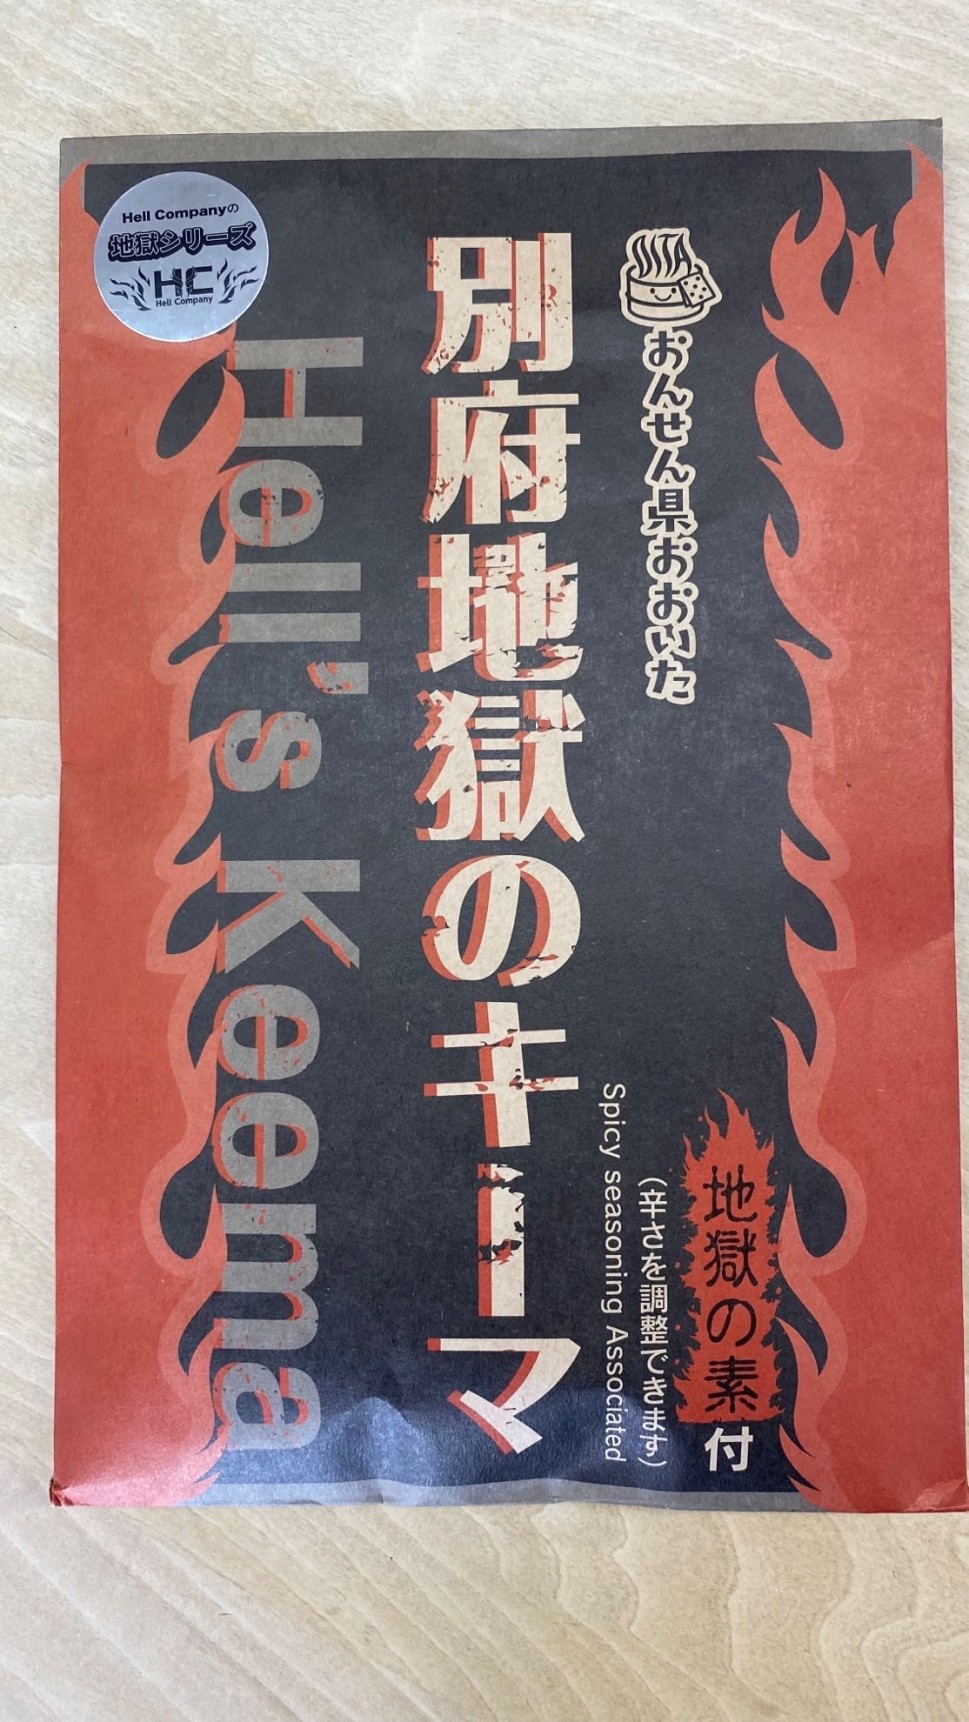 Hell Companyの
地獄シリーズ
HC
Hell Company
OITA
おんせん県おおいた
別府地獄のキーマ
Hell's Keema
地獄の素付
(辛さを調整できます)
Spicy seasoning Associated